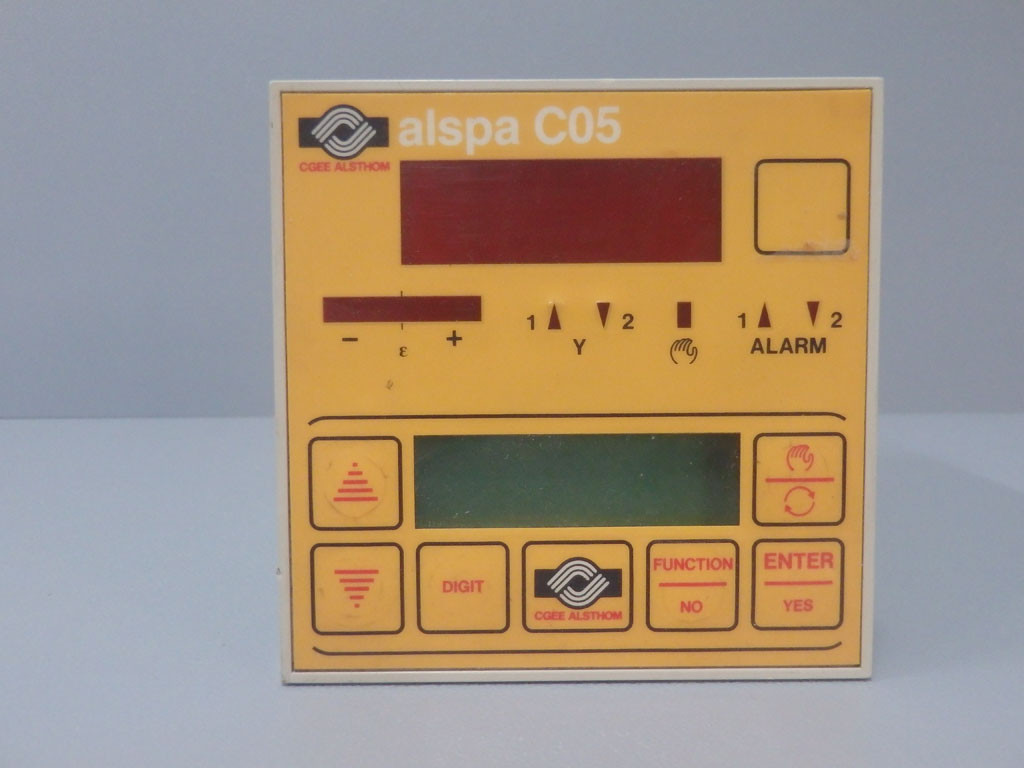 alspa C05
CGEE ALSTHOM
- ε +
1 2
Y
1 2
ALARM
DIGIT
CGEE ALSTHOM
FUNCTION
NO
ENTER
YES